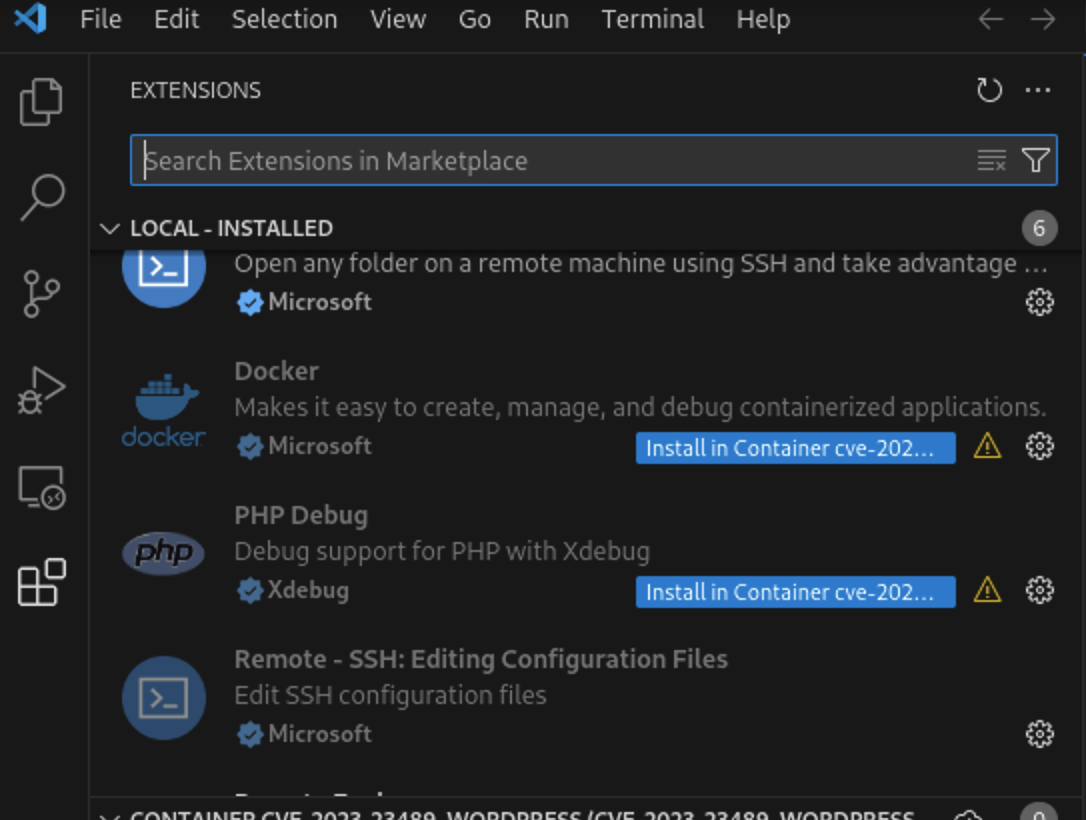 File Edit Selection View Go Run Terminal Help
EXTENSIONS
Search Extensions in Marketplace
LOCAL - INSTALLED 6
Open any folder on a remote machine using SSH and take advantage ...
Microsoft
Docker
Makes it easy to create, manage, and debug containerized applications.
docker
Microsoft Install in Container cve-202...
PHP Debug
php
Debug support for PHP with Xdebug
Xdebug Install in Container cve-202...
Remote - SSH: Editing Configuration Files
Edit SSH configuration files
Microsoft
CONTAINER CVE-2023-23489_WORDPRESS (CVE-2023-23489_WORDPRESS 0